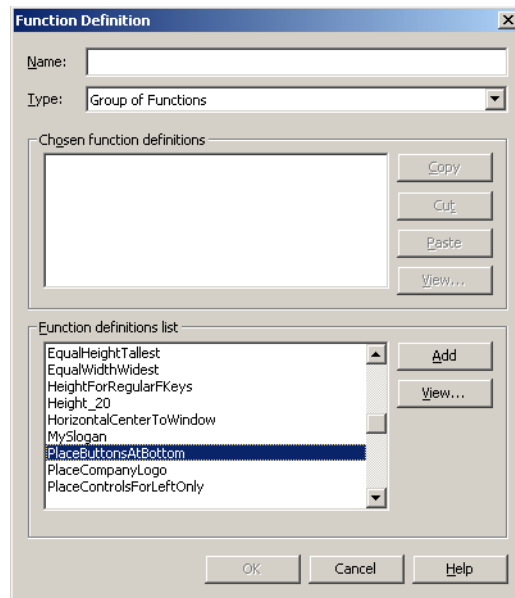 Function Definition
Name:
Type: Group of Functions
Chosen function definitions
Copy
Cut
Paste
View...
Function definitions list
EqualHeightTallest
EqualWidthWidest
HeightForRegularFKeys
Height_20
HorizontalCenterToWindow
MySlogan
PlaceButtonsAtBottom
PlaceCompanyLogo
PlaceControlsForLeftOnly
Add
View...
OK Cancel Help